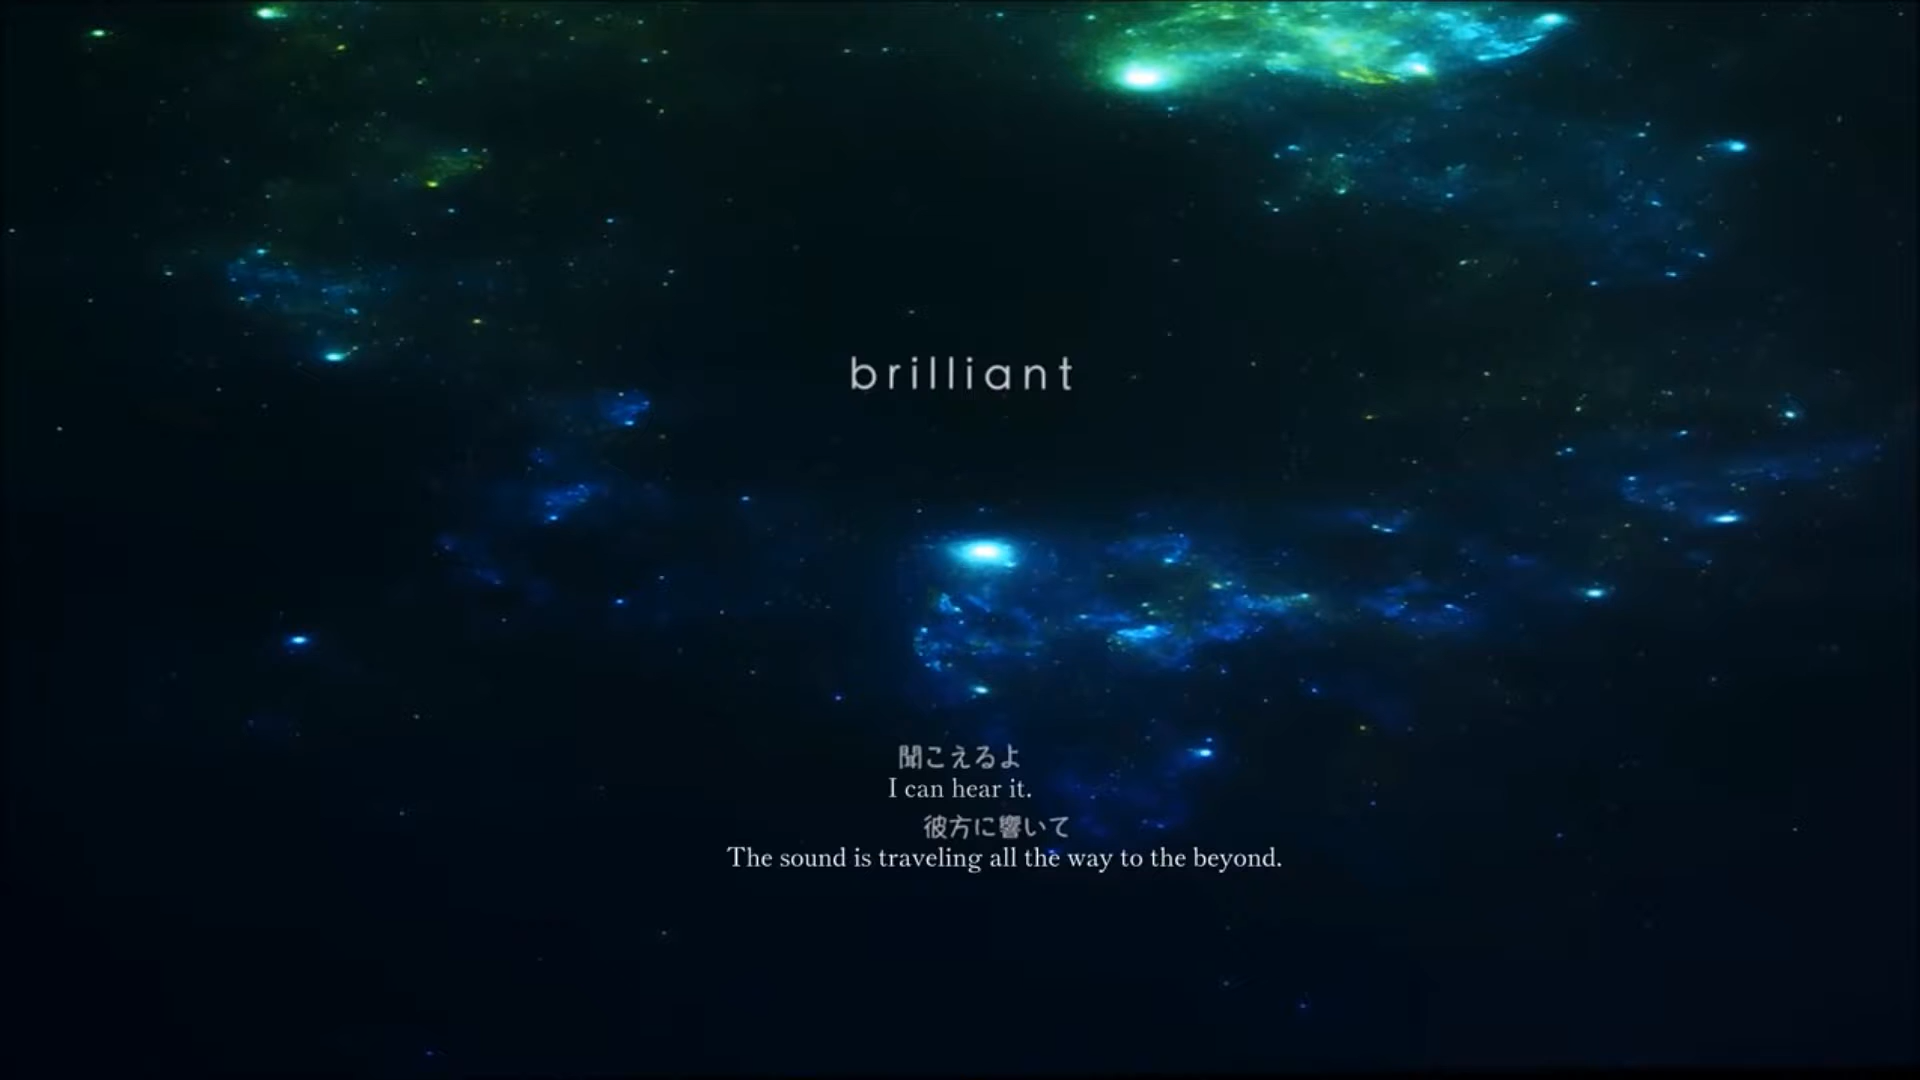 brilliant
聞こえるよ
I can hear it.
彼方に響いて
The sound is traveling all the way to the beyond.